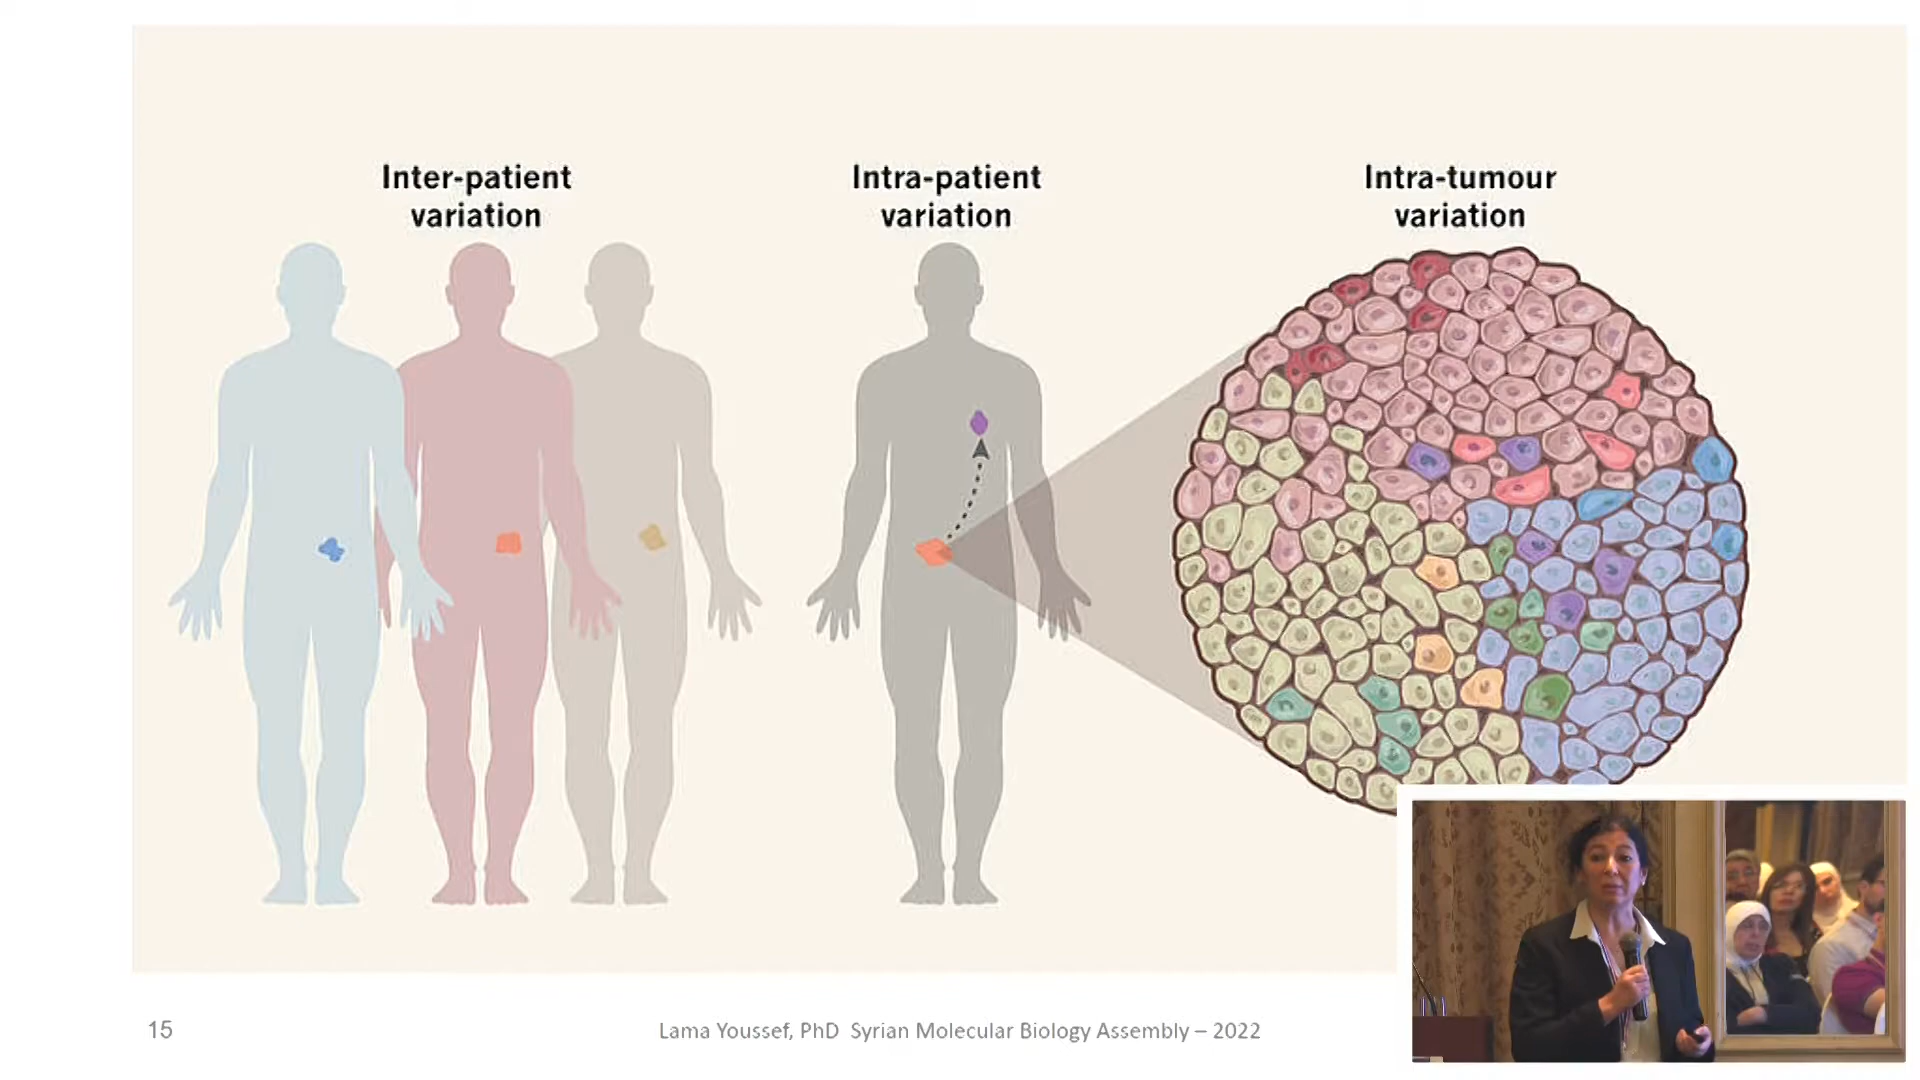 Inter-patient
variation
Intra-patient
variation
Intra-tumour
variation
15
Lama Youssef, PhD  Syrian Molecular Biology Assembly – 2022